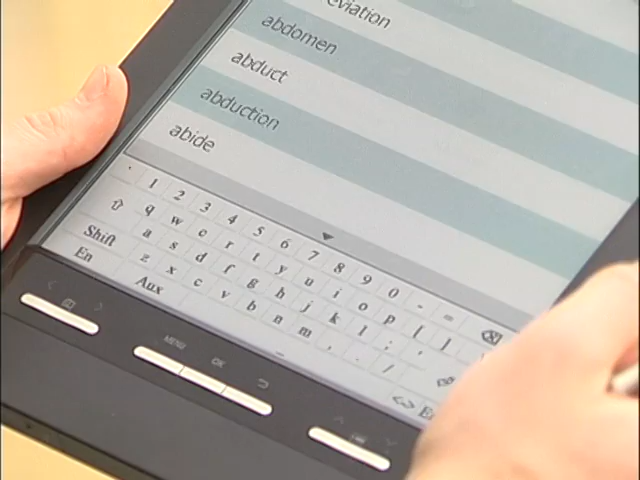 eviation
abdomen
abduct
abduction
abide
` 1 2 3 4 5 6 7 8 9 0 - =
q w e r t y u i o p [ ]
a s d f g h j k l ; '
Shift z x c v b n m , . /
En Aux
MENU OK